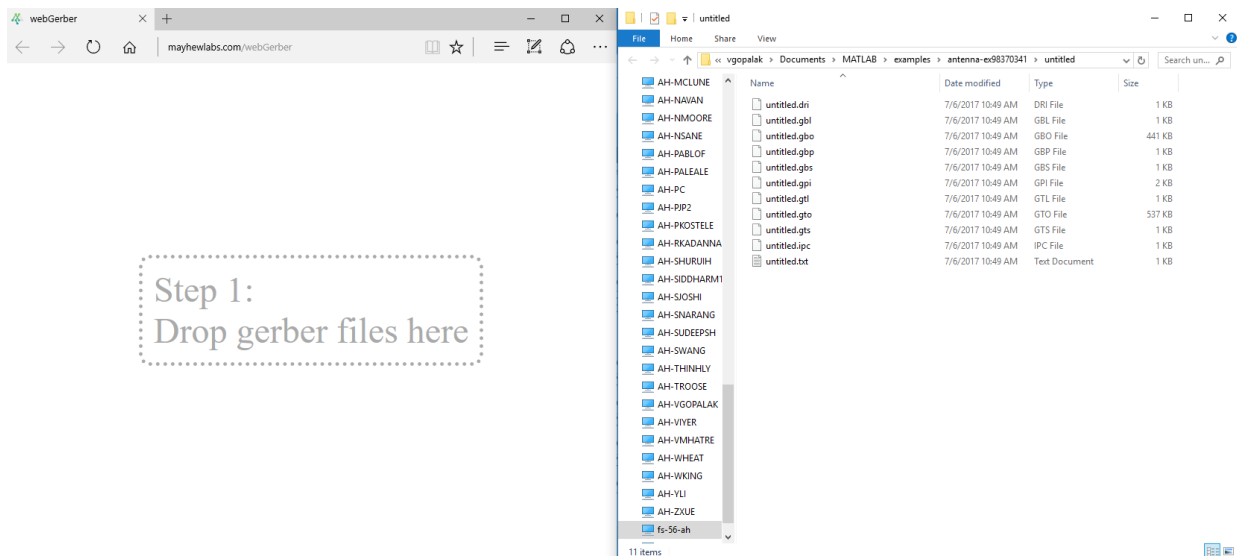 webGerber
mayhewlabs.com/webGerber
Step 1:
Drop gerber files here
untitled
File Home Share View
« vgopalak › Documents › MATLAB › examples › antenna-ex98370341 › untitled
Search un...
AH-MCLUNE
AH-NAVAN
AH-NMOORE
AH-NSANE
AH-PABLOF
AH-PALEALE
AH-PC
AH-PJP2
AH-PKOSTELE
AH-RKADANNA
AH-SHURUIH
AH-SIDDHARM1
AH-SJOSHI
AH-SNARANG
AH-SUDEEPSH
AH-SWANG
AH-THINHLY
AH-TROOSE
AH-VGOPALAK
AH-VIYER
AH-VMHATRE
AH-WHEAT
AH-WKING
AH-YLI
AH-ZXUE
fs-56-ah
Name Date modified Type Size
untitled.dri 7/6/2017 10:49 AM DRI File 1 KB
untitled.gbl 7/6/2017 10:49 AM GBL File 1 KB
untitled.gbo 7/6/2017 10:49 AM GBO File 441 KB
untitled.gbp 7/6/2017 10:49 AM GBP File 1 KB
untitled.gbs 7/6/2017 10:49 AM GBS File 1 KB
untitled.gpi 7/6/2017 10:49 AM GPI File 2 KB
untitled.gtl 7/6/2017 10:49 AM GTL File 1 KB
untitled.gto 7/6/2017 10:49 AM GTO File 537 KB
untitled.gts 7/6/2017 10:49 AM GTS File 1 KB
untitled.ipc 7/6/2017 10:49 AM IPC File 1 KB
untitled.txt 7/6/2017 10:49 AM Text Document 1 KB
11 items